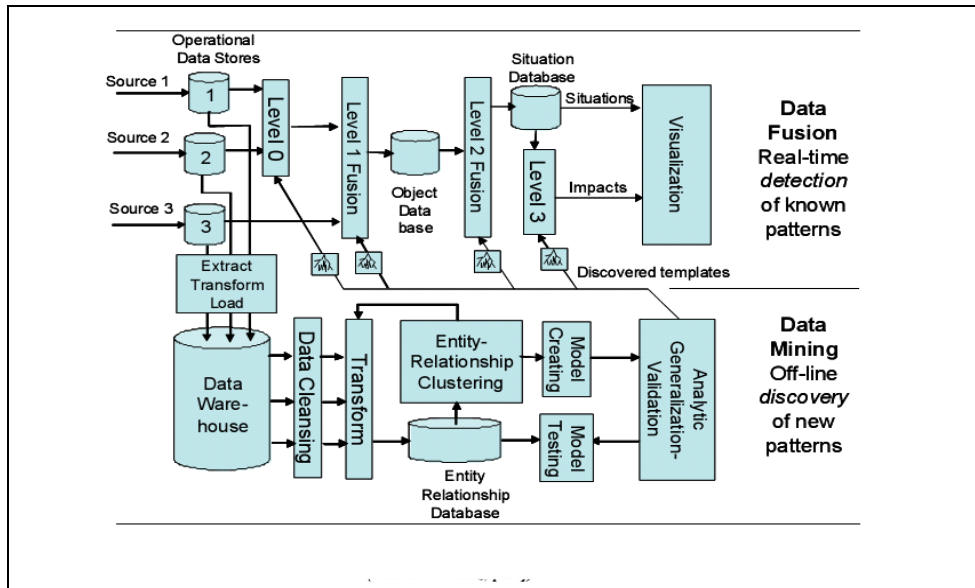 Operational
Data Stores
Source 1
1
Source 2
2
Source 3
3
Level 0
Level 1 Fusion
Object
Data
base
Level 2 Fusion
Situation
Database
Situations
Level 3
Impacts
Visualization
Data
Fusion
Real-time
detection
of known
patterns
Discovered templates
Extract
Transform
Load
Data
Ware-
house
Data Cleansing
Transform
Entity-
Relationship
Clustering
Entity
Relationship
Database
Model
Creating
Model
Testing
Analytic
Generalization-
Validation
Data
Mining
Off-line
discovery
of new
patterns